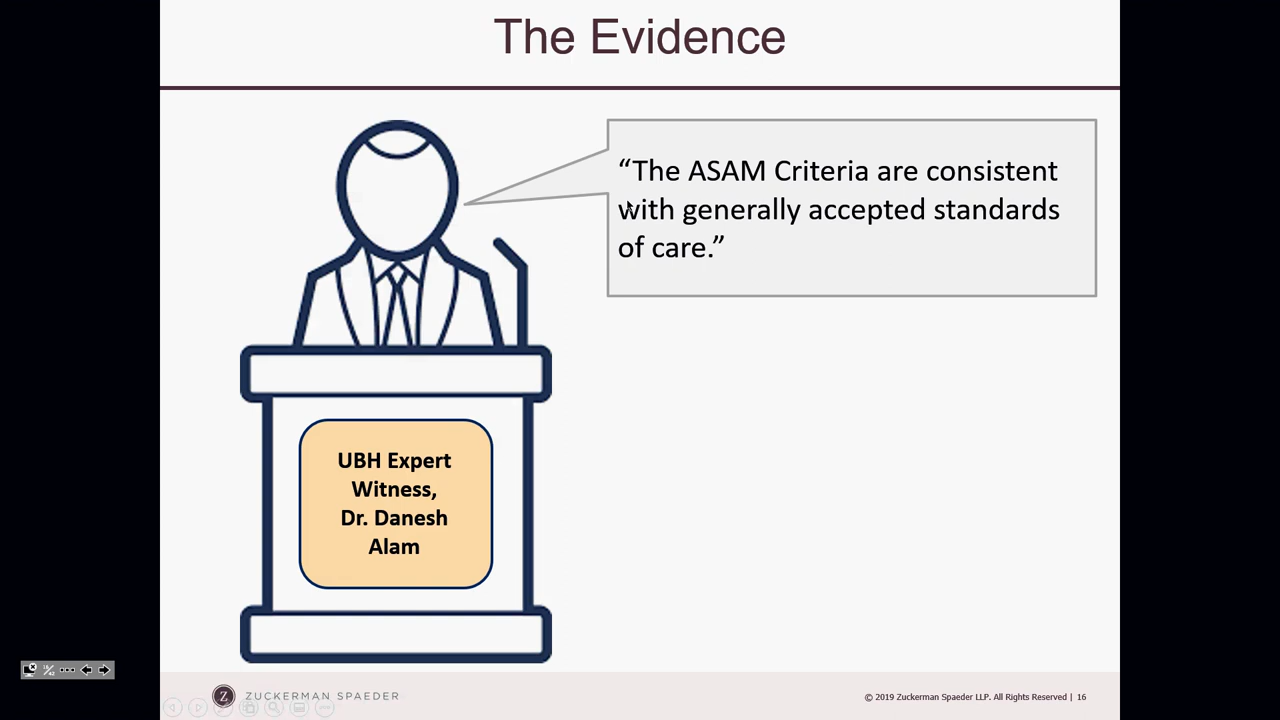 The Evidence
“The ASAM Criteria are consistent
with generally accepted standards
of care.”
UBH Expert
Witness,
Dr. Danesh
Alam
Z ZUCKERMAN SPAEDER
© 2019 Zuckerman Spaeder LLP. All Rights Reserved | 16